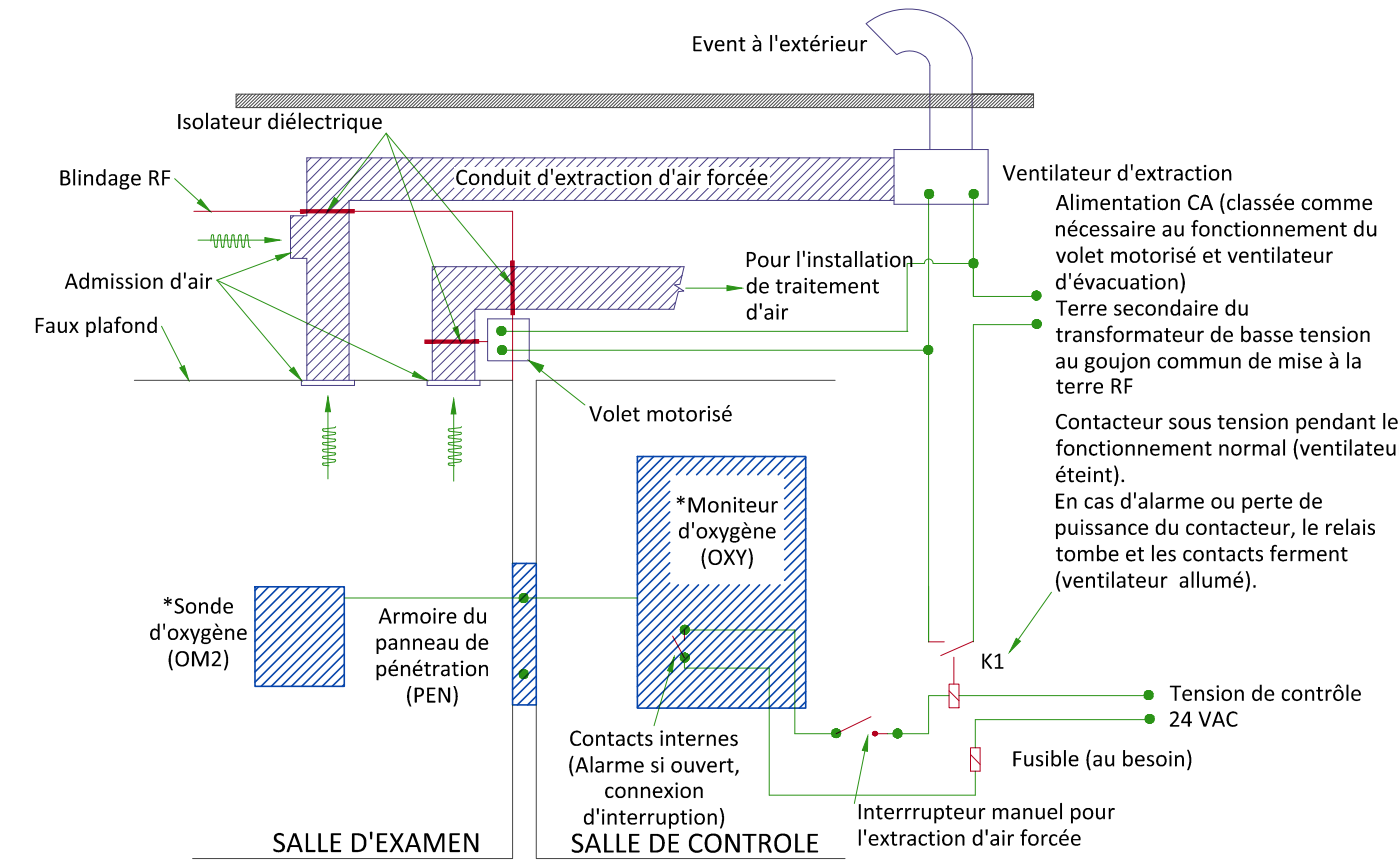 Event à l'extérieur
Isolateur diélectrique
Blindage RF
Conduit d'extraction d'air forcée
Ventilateur d'extraction
Alimentation CA (classée comme
nécessaire au fonctionnement du
volet motorisé et ventilateur
d'évacuation)
Terre secondaire du
transformateur de basse tension
au goujon commun de mise à la
terre RF
Admission d'air
Pour l'installation
de traitement
d'air
Faux plafond
Volet motorisé
Contacteur sous tension pendant le
fonctionnement normal (ventilateu
éteint).
En cas d'alarme ou perte de
puissance du contacteur, le relais
tombe et les contacts ferment
(ventilateur allumé).
*Moniteur
d'oxygène
(OXY)
*Sonde
d'oxygène
(OM2)
Armoire du
panneau de
pénétration
(PEN)
K1
Tension de contrôle
24 VAC
Contacts internes
(Alarme si ouvert,
connexion
d'interruption)
Fusible (au besoin)
Interrrupteur manuel pour
l'extraction d'air forcée
SALLE D'EXAMEN
SALLE DE CONTROLE